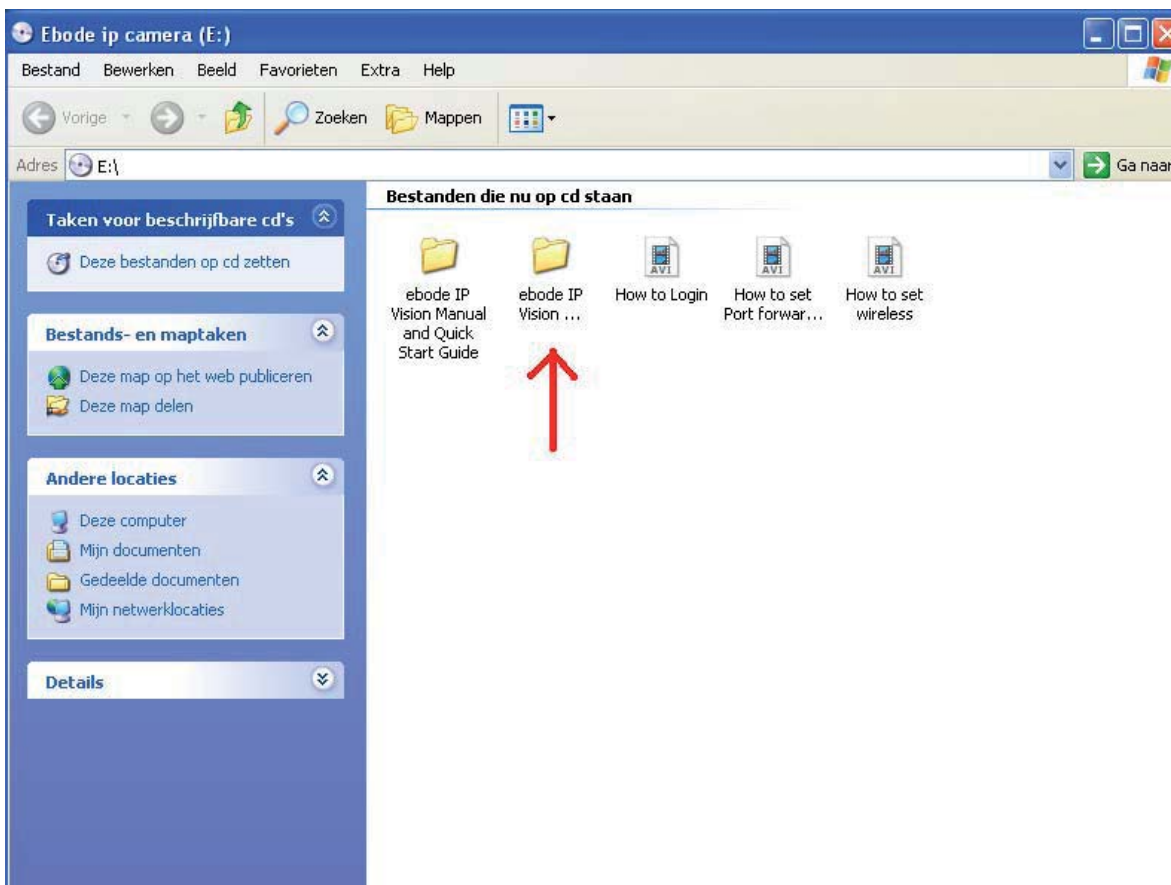 Ebode ip camera (E:)
Bestand Bewerken Beeld Favorieten Extra Help
Vorige Zoeken Mappen
Adres E:\ Ga naar
Taken voor beschrijfbare cd's
Deze bestanden op cd zetten
Bestands- en maptaken
Deze map op het web publiceren
Deze map delen
Andere locaties
Deze computer
Mijn documenten
Gedeelde documenten
Mijn netwerklocaties
Details
Bestanden die nu op cd staan
ebode IP
Vision Manual
and Quick
Start Guide
ebode IP
Vision ...
AVI
How to Login
AVI
How to set
Port forwar...
AVI
How to set
wireless